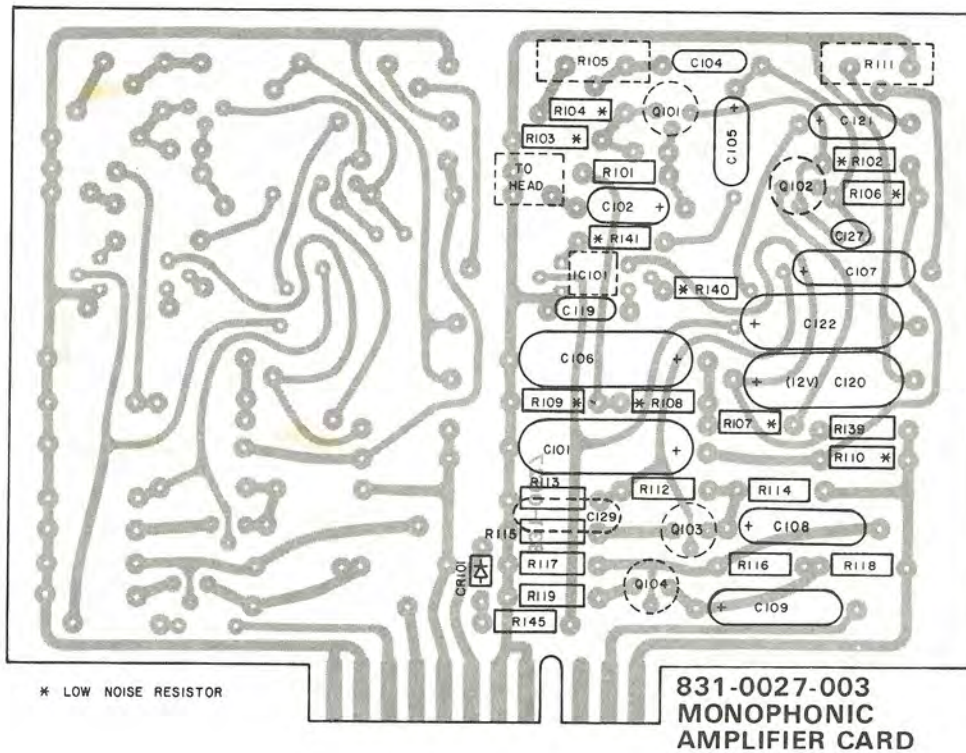 R105
C104
R111
R104 *
Q101
+
C105
+ C121
R103 *
* R102
TO
HEAD
R101
Q102
R106 *
C102 +
C127
* R141
IC101
+ C107
* R140
C119
+ C122
C106 +
+ (12V) C120
R109 *
* R108
R107 *
R139
C101 +
R110 *
R113
R112
R114
C129
R115
Q103
+ C108
CR101
R117
R116
R118
R119
Q104
R145
+ C109
* LOW NOISE RESISTOR
831-0027-003
MONOPHONIC
AMPLIFIER CARD